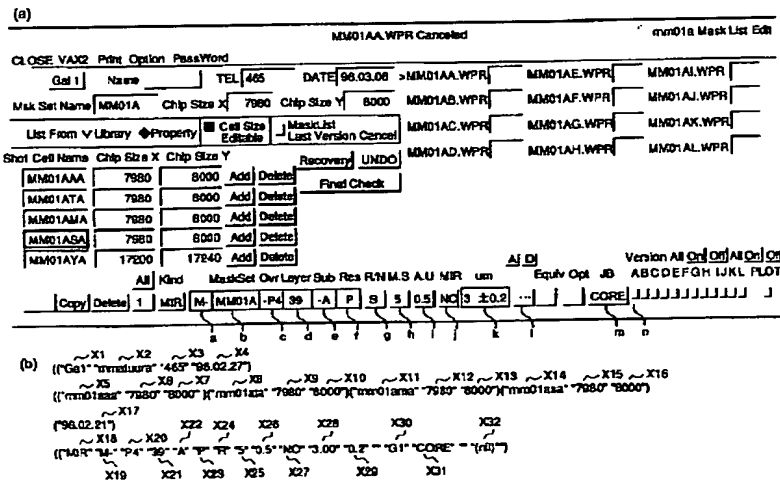 (a)
MM01AA.WPR Canceled mm01a Mask List Edit
CLOSE VAX2 Print Option PassWord
Gal 1 Name TEL 465 DATE 96.03.06 >MM01AA.WPR MM01AE.WPR MM01AI.WPR
Msk Set Name MM01A Chip Size X 7980 Chip Size Y 8000 MM01AB.WPR MM01AF.WPR MM01AJ.WPR
List From Library Property Cell Size Editable MaskList Last Version Cancel MM01AC.WPR MM01AG.WPR MM01AK.WPR
MM01AD.WPR MM01AH.WPR MM01AL.WPR
Shot Cell Name Chip Size X Chip Size Y Recovery UNDO
MM01AAA 7980 8000 Add Delete Final Check
MM01ATA 7980 8000 Add Delete
MM01AMA 7980 8000 Add Delete
MM01ASA 7980 8000 Add Delete
MM01AYA 17200 17240 Add Delete
Version All On Off All On Off
All Kind MaskSet Ovr Layer Sub Res R/N M.S A.U MIR um A D Equiv Opt JB ABCDEFGH IJKL PLOT
Copy Delete 1 MIR M- MM01A -P4 39 -A P S 5 0.5 NO 3 ±0.2 ... CORE
a b c d e f g h i j k l m n
(b)
X1 X2 X3 X4
(("Ga1" "mmatuura" "465" "96.02.27")
X5 X6 X7 X8 X9 X10 X11 X12 X13 X14 X15 X16
(("mm01aaa" "7980" "8000")("mm01ata" "7980" "8000")("mm01ama" "7980" "8000")("mm01asa" "7980" "8000")
X17
("96.02.21")
X18 X20 X22 X24 X26 X28 X30 X32
(("MIR" "M-" "P4" "39" "A" "P" "R" "5" "0.5" "NO" "3.00" "0.2" "G1" "CORE" "(nil)")
X19 X21 X23 X25 X27 X29 X31